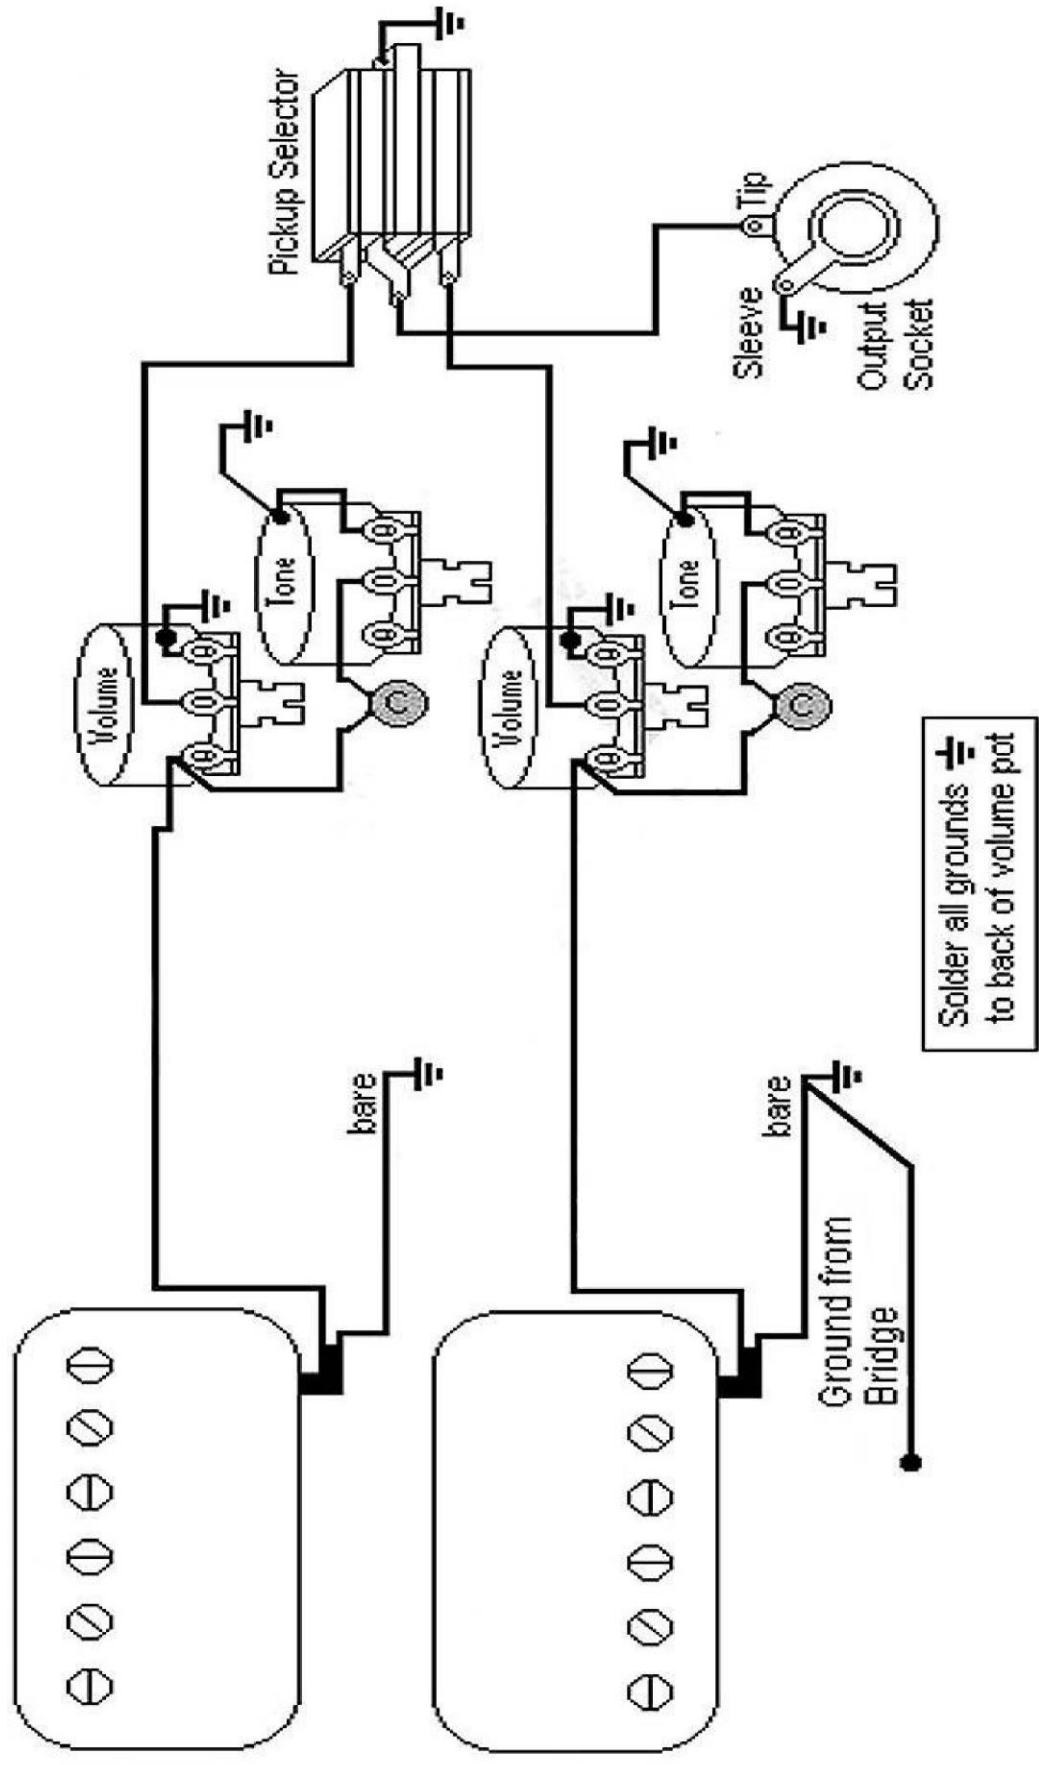 Pickup Selector
Volume
Tone
Tip
Sleeve
Output
Socket
C
Volume
Tone
C
bare
bare
Ground from
Bridge
Solder all grounds
to back of volume pot